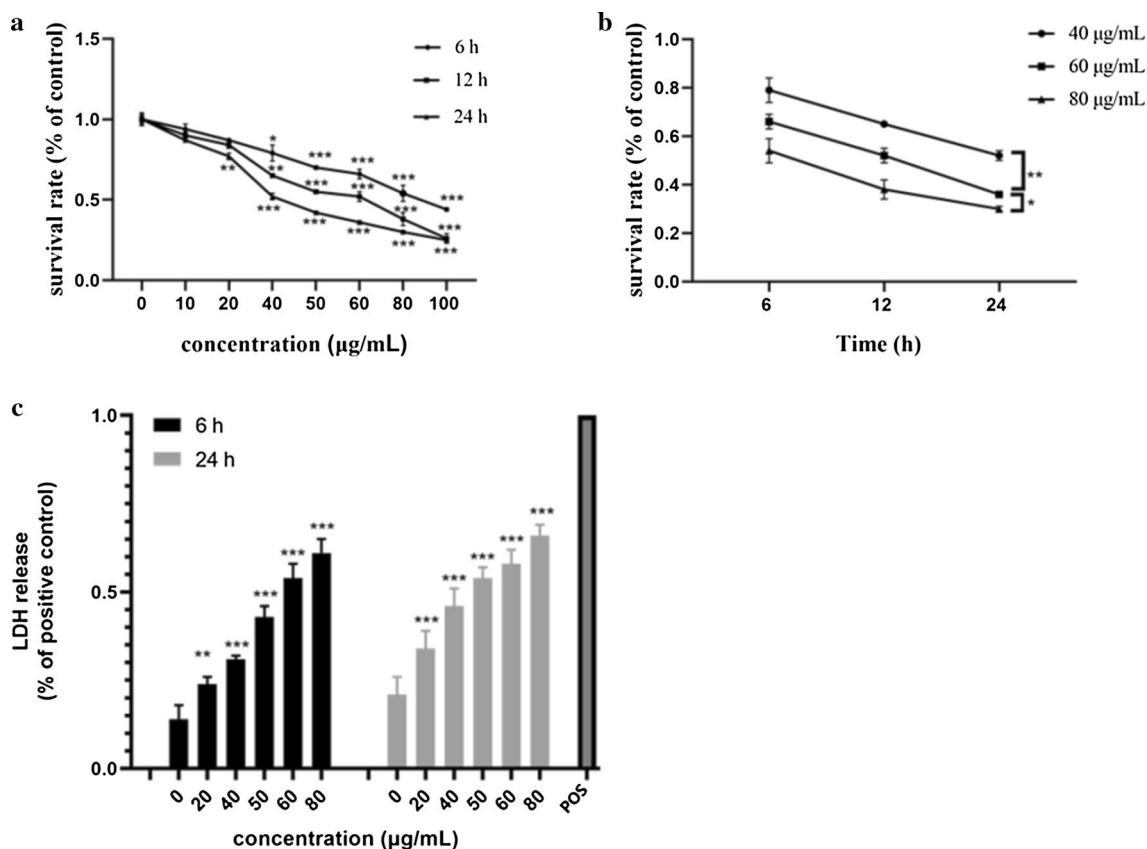 a
survival rate (% of control)
1.5
1.0
0.5
0.0
6 h
12 h
24 h
* *** *** *** ***
** *** *** *** ***
** *** *** *** *** ***
0 10 20 40 50 60 80 100
concentration (μg/mL)
b
survival rate (% of control)
1.0
0.8
0.6
0.4
0.2
0.0
40 μg/mL
60 μg/mL
80 μg/mL
**
*
6 12 24
Time (h)
c
LDH release
(% of positive control)
1.0
0.5
0.0
6 h
24 h
** *** *** *** ***
*** *** *** *** ***
0 20 40 50 60 80 0 20 40 50 60 80 POS
concentration (μg/mL)